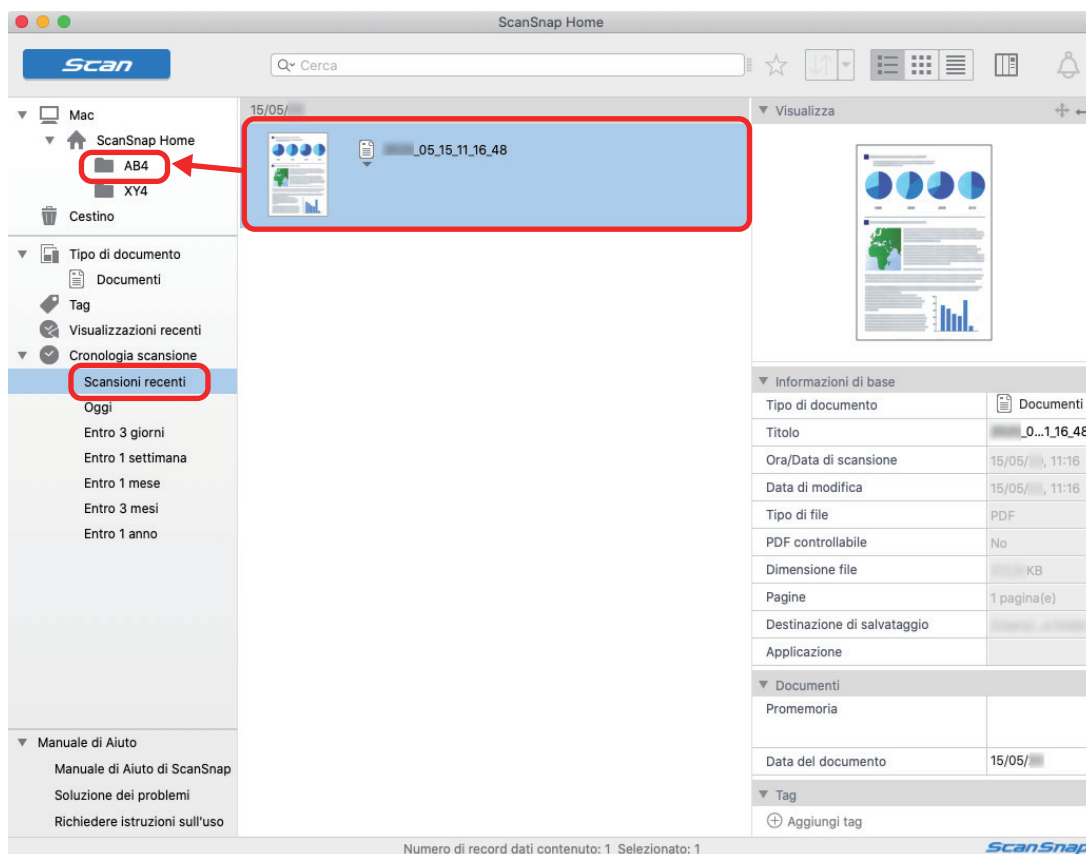 ScanSnap Home
Scan
Cerca
Mac
ScanSnap Home
AB4
XY4
Cestino
Tipo di documento
Documenti
Tag
Visualizzazioni recenti
Cronologia scansione
Scansioni recenti
Oggi
Entro 3 giorni
Entro 1 settimana
Entro 1 mese
Entro 3 mesi
Entro 1 anno
Manuale di Aiuto
Manuale di Aiuto di ScanSnap
Soluzione dei problemi
Richiedere istruzioni sull'uso
15/05/
_05_15_11_16_48
Visualizza
Informazioni di base
Tipo di documento Documenti
Titolo _0...1_16_48
Ora/Data di scansione 15/05/ , 11:16
Data di modifica 15/05/ , 11:16
Tipo di file PDF
PDF controllabile No
Dimensione file KB
Pagine 1 pagina(e)
Destinazione di salvataggio
Applicazione
Documenti
Promemoria
Data del documento 15/05/
Tag
Aggiungi tag
Numero di record dati contenuto: 1 Selezionato: 1
ScanSnap